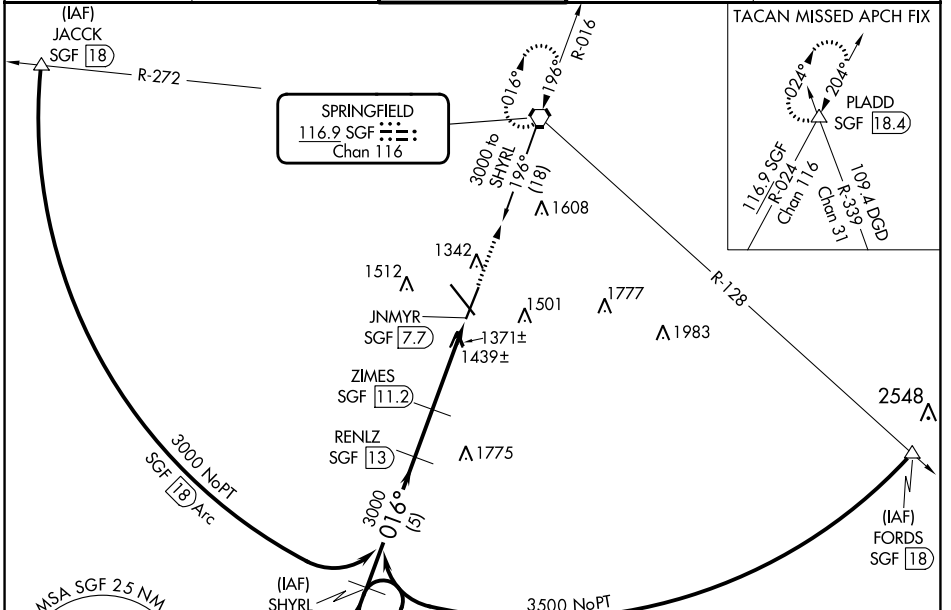 (IAF)
JACCK
SGF 18
R-272
SPRINGFIELD
116.9 SGF
Chan 116
016°
196°
R-016
3000 to
SHYRL
196°
(18)
TACAN MISSED APCH FIX
024°
204°
PLADD
SGF 18.4
116.9 SGF
R-024
Chan 116
109.4 DGD
R-339
Chan 31
1608
1342
1512
R-128
JNMYR
SGF 7.7
1501
1777
1983
1371±
1439±
ZIMES
SGF 11.2
2548
RENLZ
SGF 13
1775
3000 NoPT
SGF 18 Arc
3000
016°
(5)
(IAF)
FORDS
SGF 18
(IAF)
SHYRL
MSA SGF 25 NM
3500 NoPT